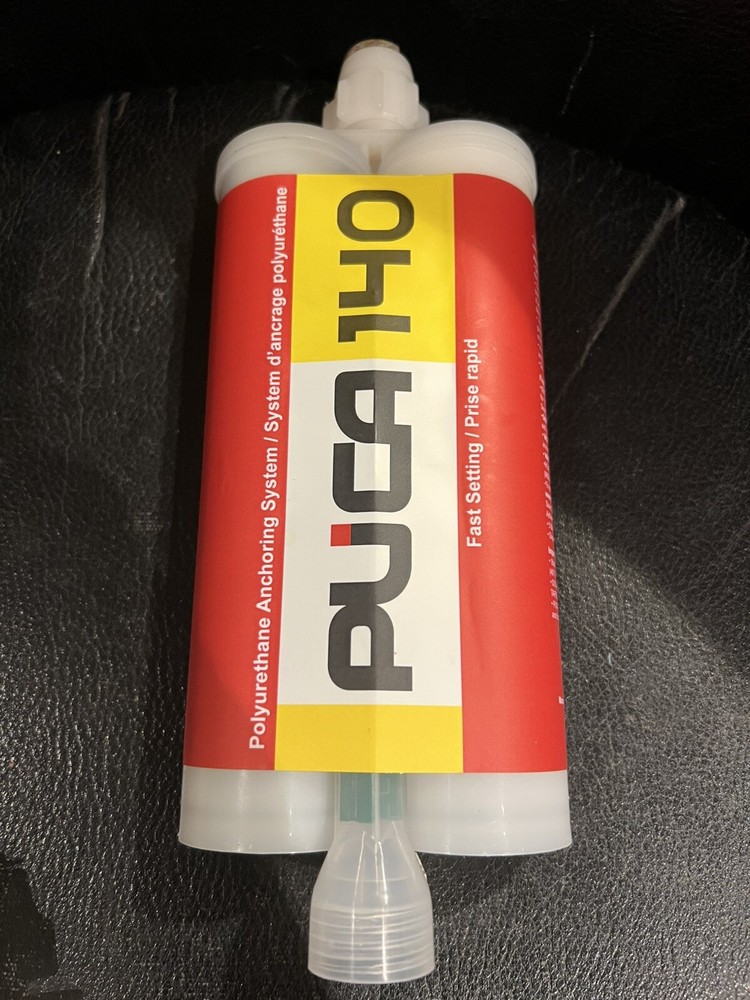 Polyurethane Anchoring System / System d'ancrage polyuréthane
PUCA 140
Fast Setting / Prise rapid